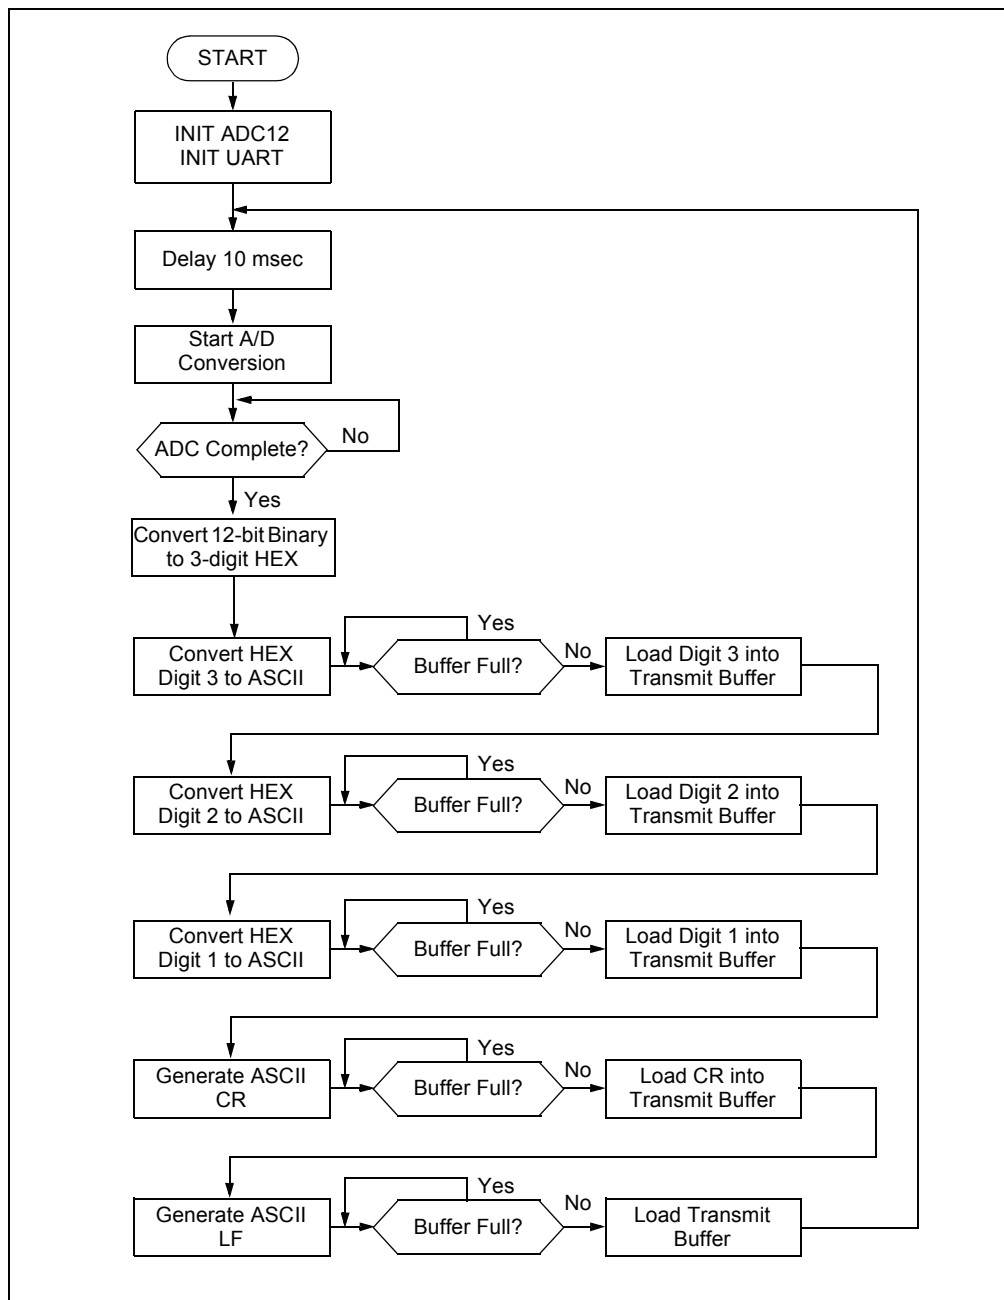 START
INIT ADC12
INIT UART
Delay 10 msec
Start A/D
Conversion
ADC Complete?
No
Yes
Convert 12-bit Binary
to 3-digit HEX
Convert HEX
Digit 3 to ASCII
Yes
Buffer Full?
No
Load Digit 3 into
Transmit Buffer
Convert HEX
Digit 2 to ASCII
Yes
Buffer Full?
No
Load Digit 2 into
Transmit Buffer
Convert HEX
Digit 1 to ASCII
Yes
Buffer Full?
No
Load Digit 1 into
Transmit Buffer
Generate ASCII
CR
Yes
Buffer Full?
No
Load CR into
Transmit Buffer
Generate ASCII
LF
Yes
Buffer Full?
No
Load Transmit
Buffer